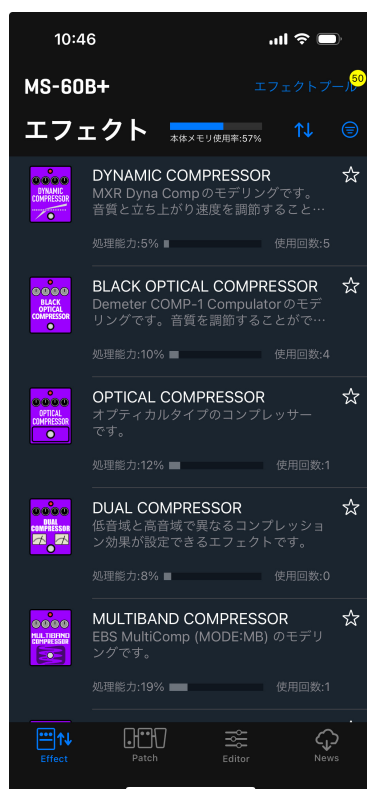 10:46
MS-60B+
エフェクトプール
50
エフェクト
本体メモリ使用率:57%
DYNAMIC COMPRESSOR
DYNAMIC COMPRESSOR
MXR Dyna Compのモデリングです。
音質と立ち上がり速度を調節すること…
処理能力:5%
使用回数:5
BLACK OPTICAL COMPRESSOR
BLACK OPTICAL COMPRESSOR
Demeter COMP-1 Compulatorのモデ
リングです。音質を調節することがで…
処理能力:10%
使用回数:4
OPTICAL COMPRESSOR
OPTICAL COMPRESSOR
オプティカルタイプのコンプレッサー
です。
処理能力:12%
使用回数:1
DUAL COMPRESSOR
DUAL COMPRESSOR
低音域と高音域で異なるコンプレッショ
ン効果が設定できるエフェクトです。
処理能力:8%
使用回数:0
MULTIBAND COMPRESSOR
MULTIBAND COMPRESSOR
EBS MultiComp (MODE:MB) のモデリ
ングです。
処理能力:19%
使用回数:1
Effect
Patch
Editor
News